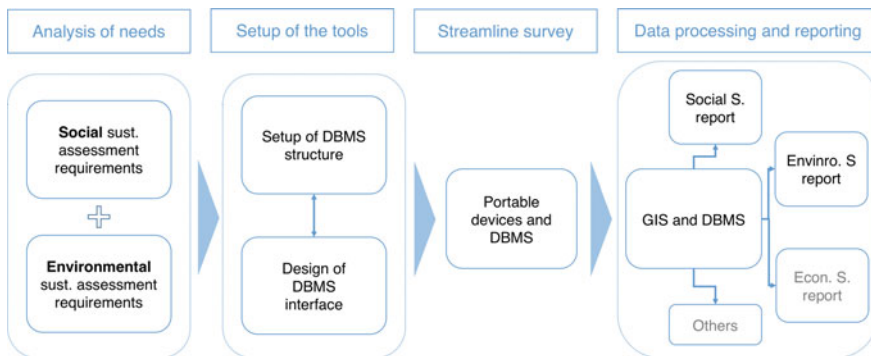 Analysis of needs
Setup of the tools
Streamline survey
Data processing and reporting
Social sust.
assessment
requirements
Environmental
sust. assessment
requirements
Setup of DBMS
structure
Design of
DBMS
interface
Portable
devices and
DBMS
Social S.
report
GIS and DBMS
Envinro. S
report
Econ. S.
report
Others